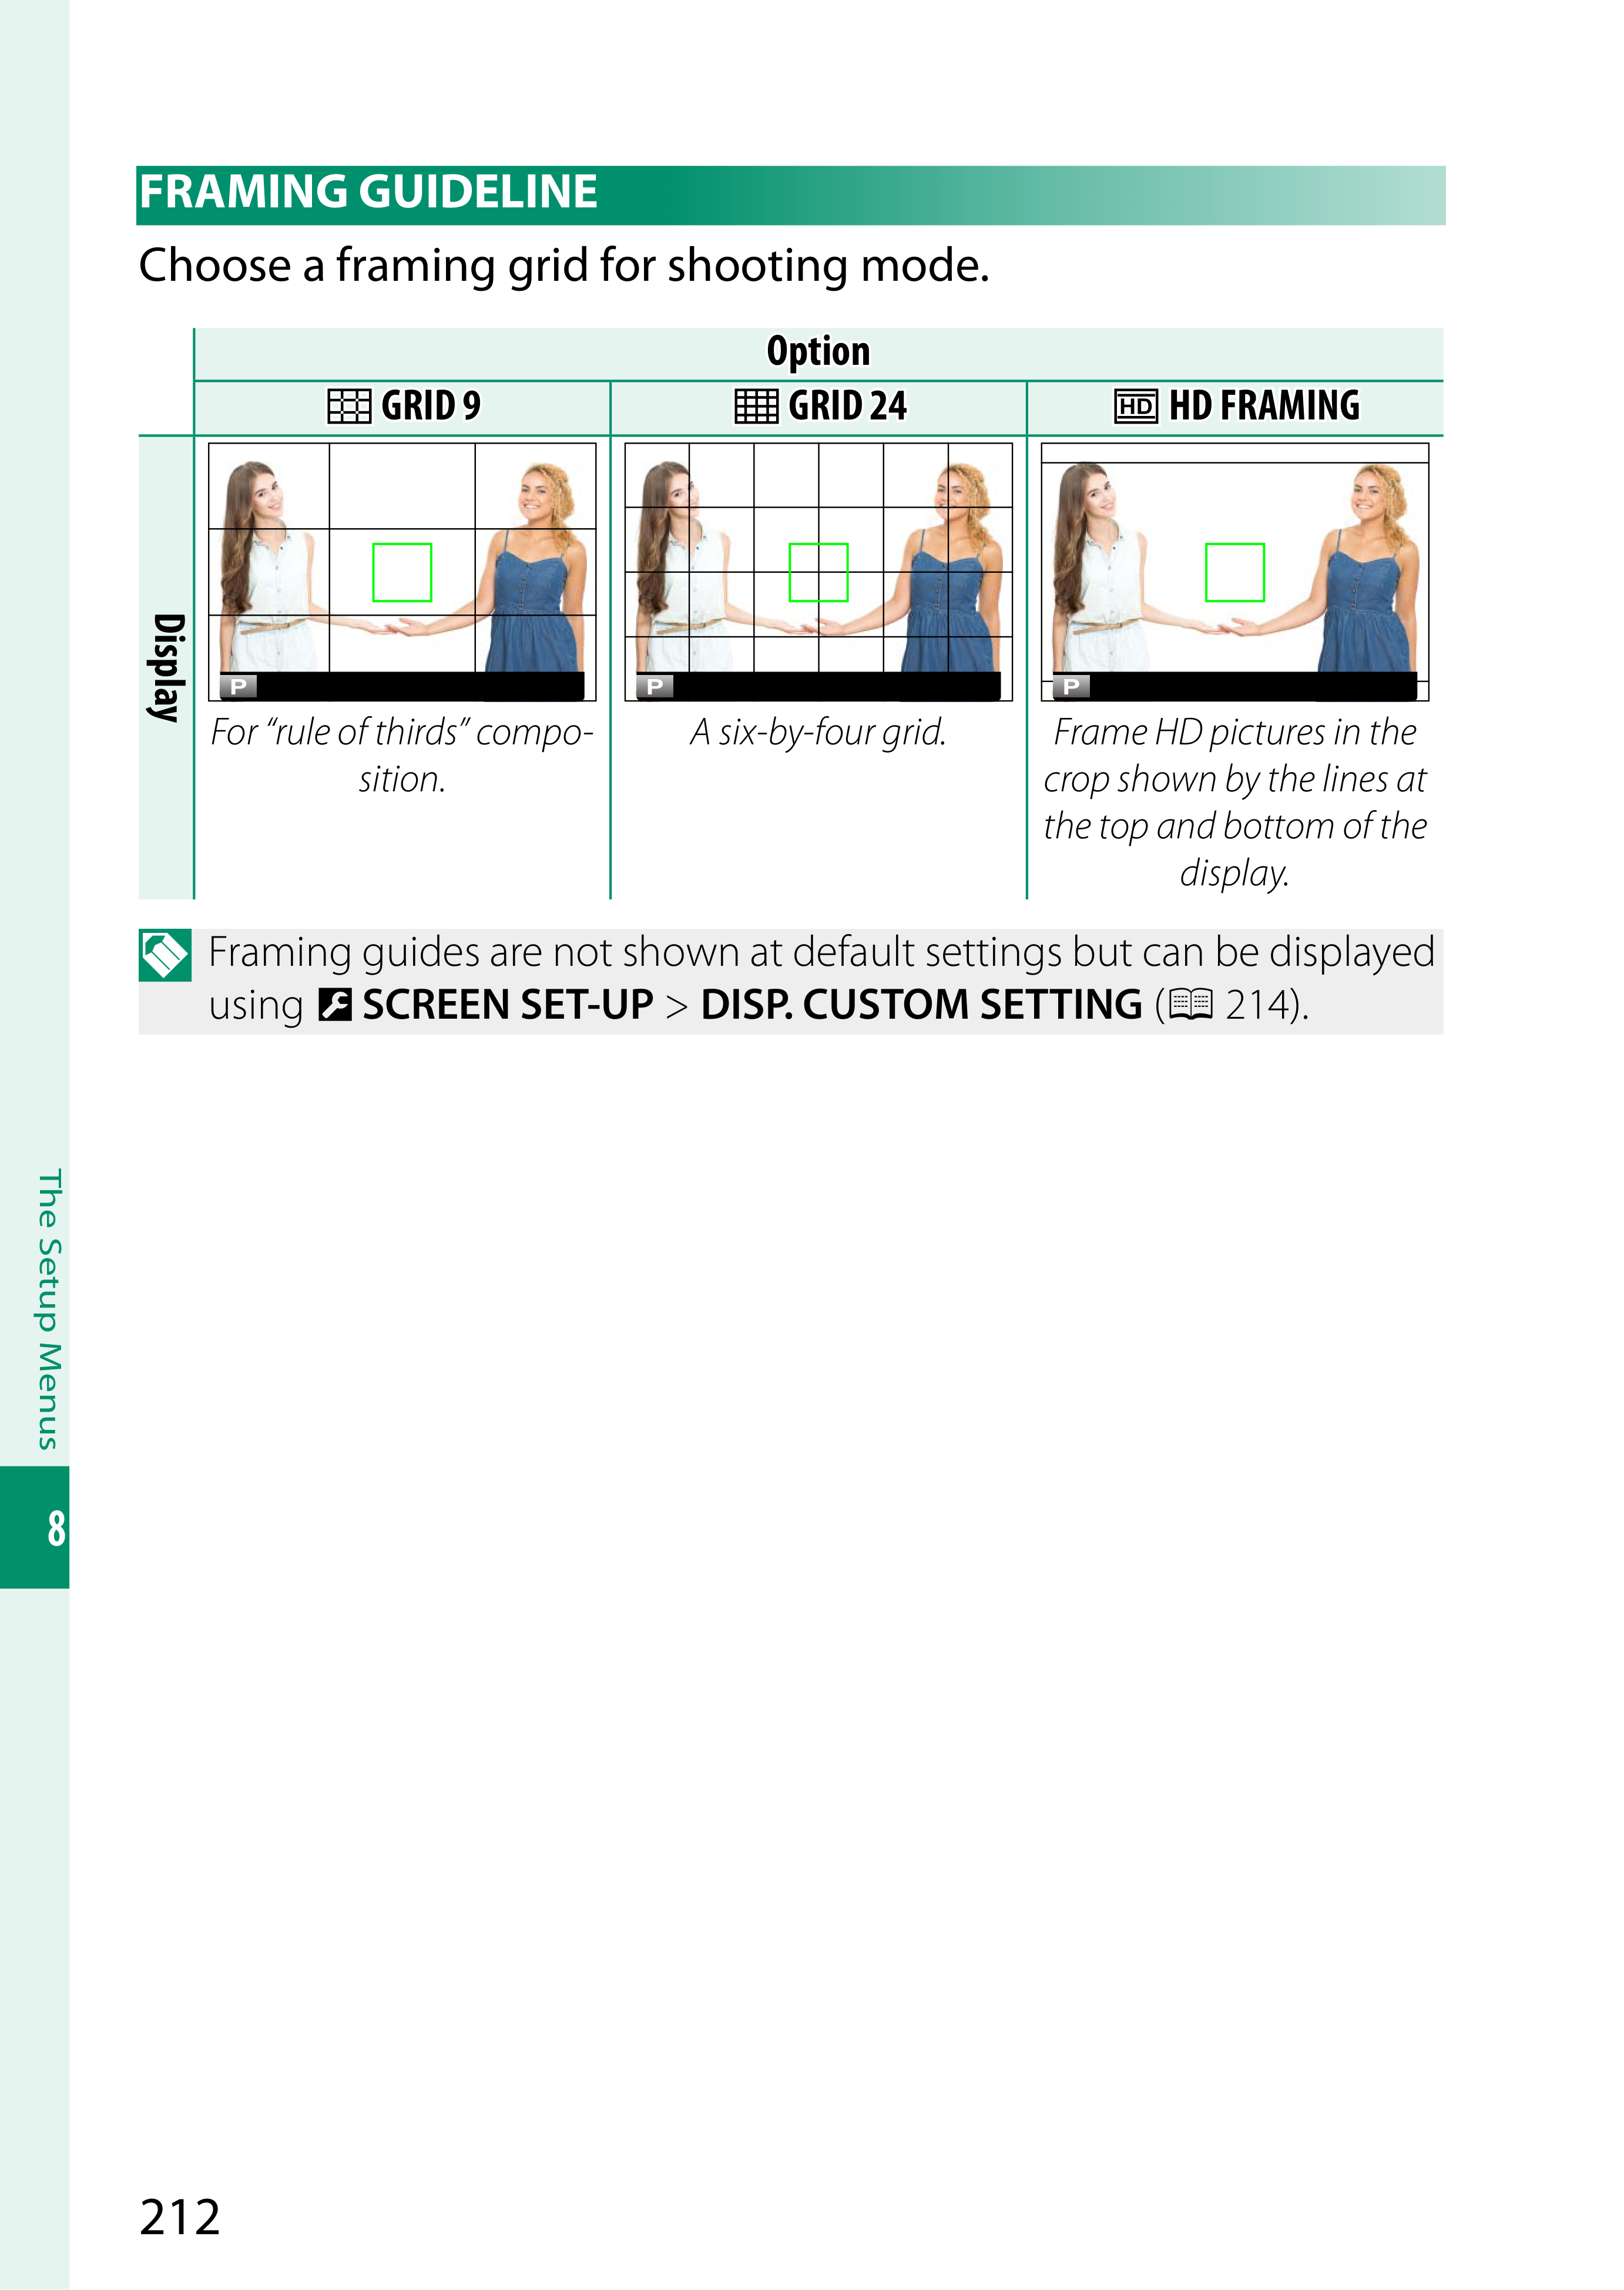 FRAMING GUIDELINE
Choose a framing grid for shooting mode.
Option
GRID 9
GRID 24
HD HD FRAMING
Display
P
P
P
For “rule of thirds” compo-
sition.
A six-by-four grid.
Frame HD pictures in the
crop shown by the lines at
the top and bottom of the
display.
Framing guides are not shown at default settings but can be displayed
using SCREEN SET-UP > DISP. CUSTOM SETTING ( 214).
The Setup Menus
8
212